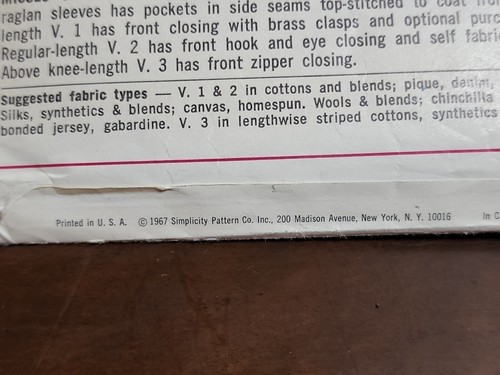 raglan sleeves has pockets in side seams top-stitched to coat
length V. 1 has front closing with brass clasps and optional
Regular-length V. 2 has front hook and eye closing and self
Above knee-length V. 3 has front zipper closing.
Suggested fabric types — V. 1 & 2 in cottons and blends; pique, denim,
Silks, synthetics & blends; canvas, homespun. Wools & blends; chinchilla
bonded jersey, gabardine. V. 3 in lengthwise striped cottons, synthetics
Printed in U. S. A. © 1967 Simplicity Pattern Co. Inc., 200 Madison Avenue, New York, N. Y. 10016 In